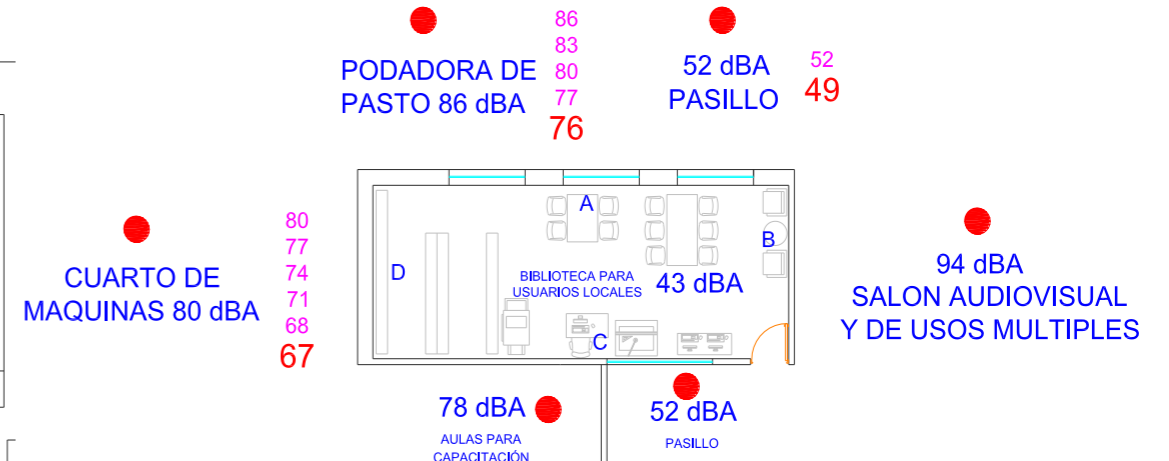 PODADORA DE
PASTO 86 dBA
86
83
80
77
76
52 dBA
PASILLO
52
49
CUARTO DE
MAQUINAS 80 dBA
80
77
74
71
68
67
A
B
D
BIBLIOTECA PARA
USUARIOS LOCALES
43 dBA
C
94 dBA
SALON AUDIOVISUAL
Y DE USOS MULTIPLES
78 dBA
AULAS PARA
CAPACITACIÓN
52 dBA
PASILLO